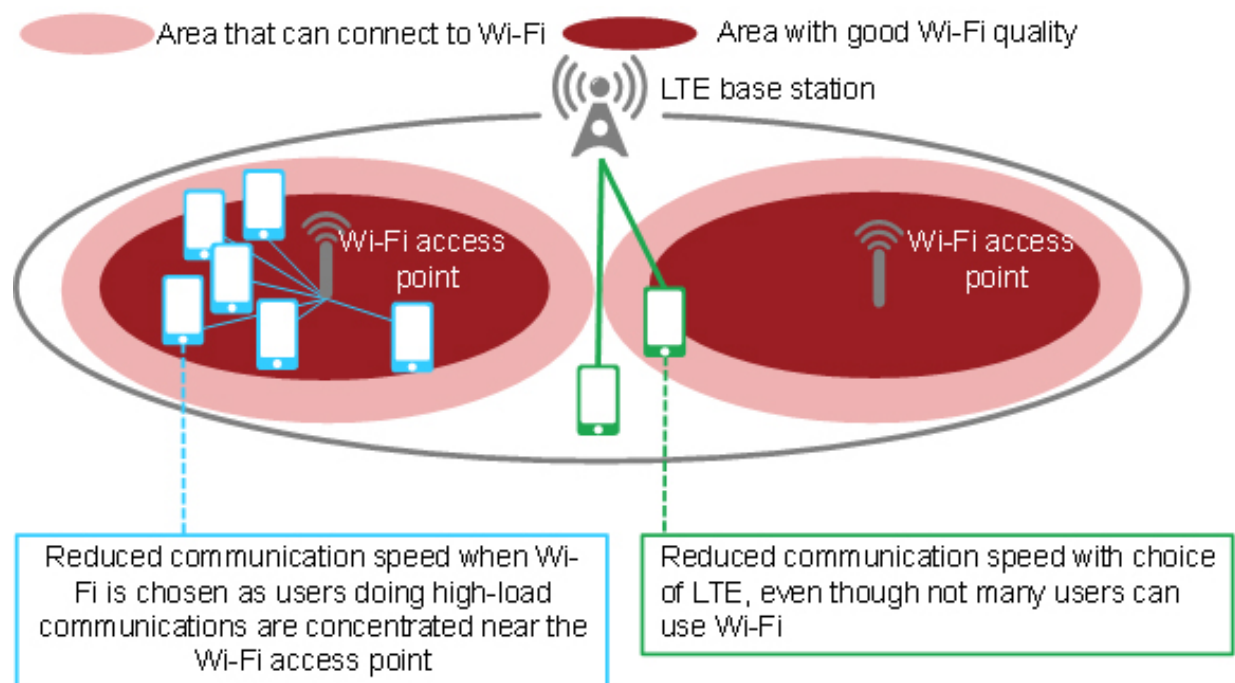 Area that can connect to Wi-Fi
Area with good Wi-Fi quality
LTE base station
Wi-Fi access
point
Wi-Fi access
point
Reduced communication speed when Wi-
Fi is chosen as users doing high-load
communications are concentrated near the
Wi-Fi access point
Reduced communication speed with choice
of LTE, even though not many users can
use Wi-Fi